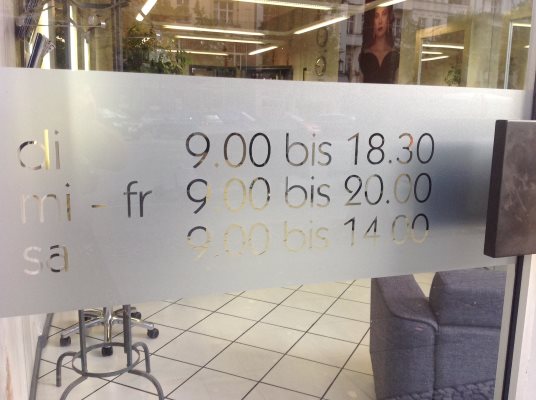 di 9.00 bis 18.30
mi - fr 9.00 bis 20.00
sa 9.00 bis 14.00